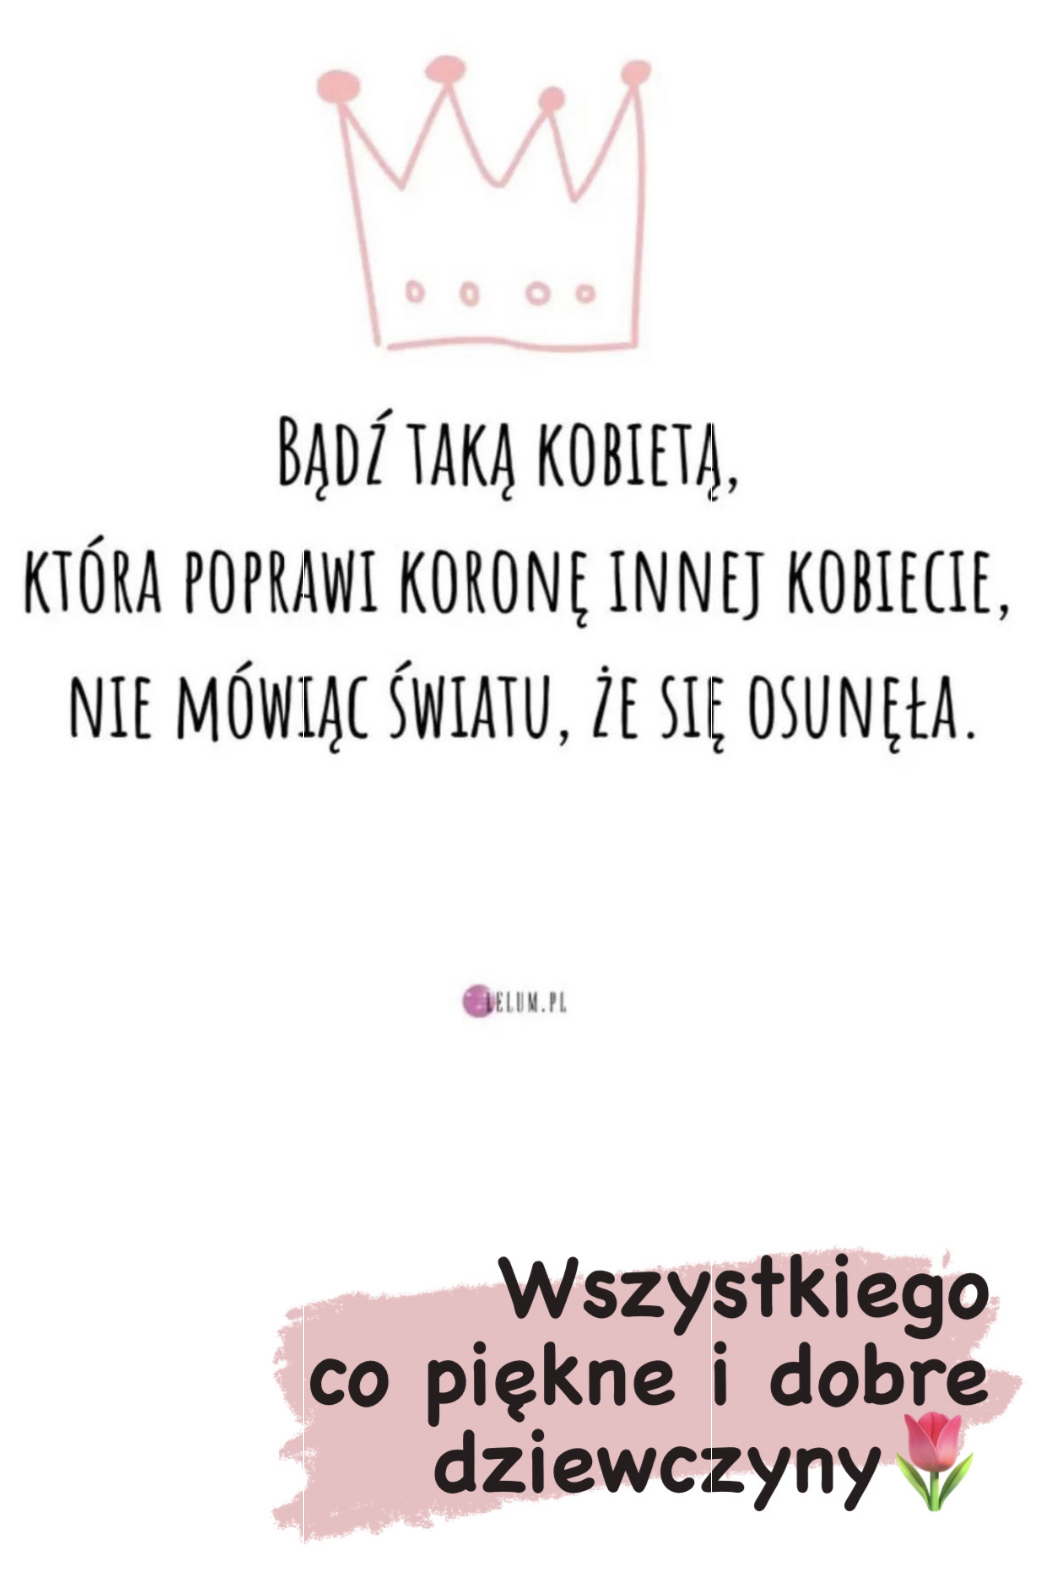 Bądź taką kobietą,
która poprawi koronę innej kobiecie,
nie mówiąc światu, że się osunęła.
LELUM.PL
Wszystkiego
co piękne i dobre
dziewczyny🌷